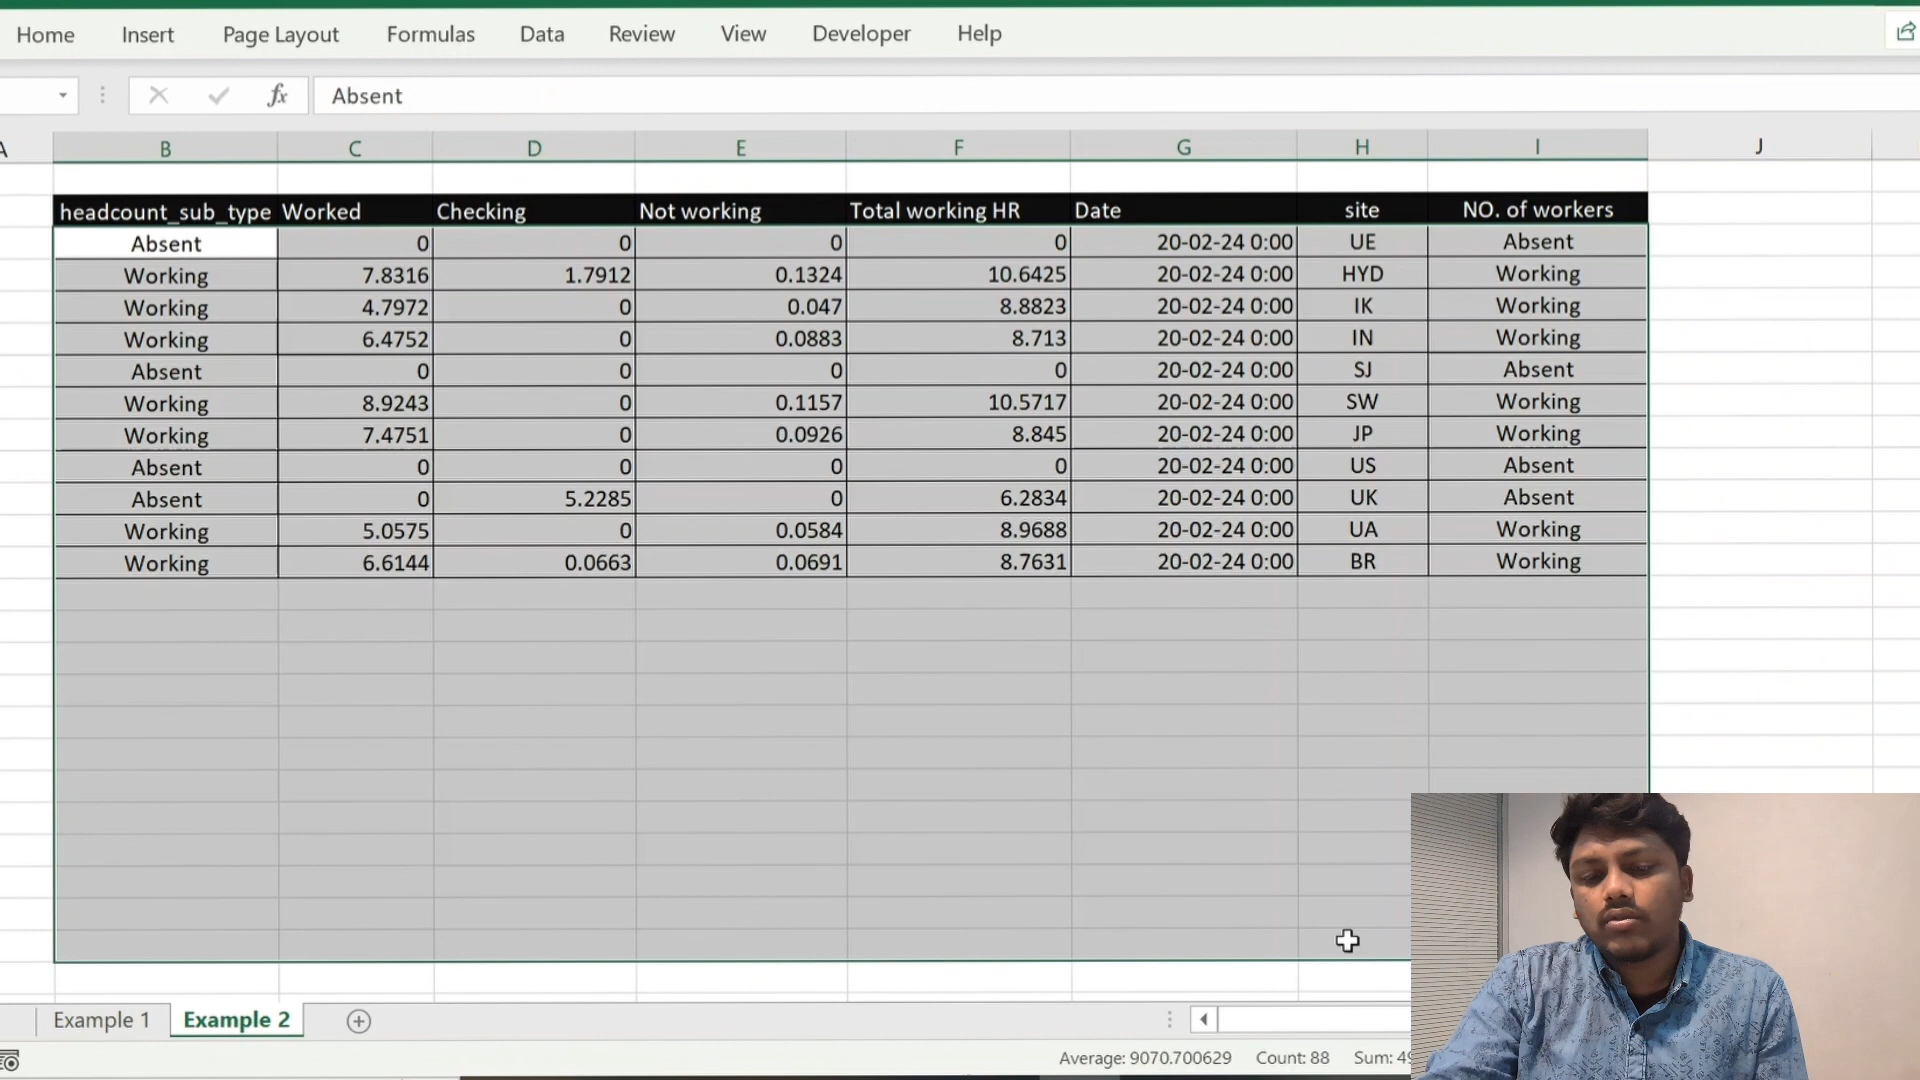 Home Insert Page Layout Formulas Data Review View Developer Help
fx Absent
A B C D E F G H I J
headcount_sub_type Worked Checking Not working Total working HR Date site NO. of workers
Absent 0 0 0 0 20-02-24 0:00 UE Absent
Working 7.8316 1.7912 0.1324 10.6425 20-02-24 0:00 HYD Working
Working 4.7972 0 0.047 8.8823 20-02-24 0:00 IK Working
Working 6.4752 0 0.0883 8.713 20-02-24 0:00 IN Working
Absent 0 0 0 0 20-02-24 0:00 SJ Absent
Working 8.9243 0 0.1157 10.5717 20-02-24 0:00 SW Working
Working 7.4751 0 0.0926 8.845 20-02-24 0:00 JP Working
Absent 0 0 0 0 20-02-24 0:00 US Absent
Absent 0 5.2285 0 6.2834 20-02-24 0:00 UK Absent
Working 5.0575 0 0.0584 8.9688 20-02-24 0:00 UA Working
Working 6.6144 0.0663 0.0691 8.7631 20-02-24 0:00 BR Working
Example 1 Example 2
Average: 9070.700629 Count: 88 Sum: